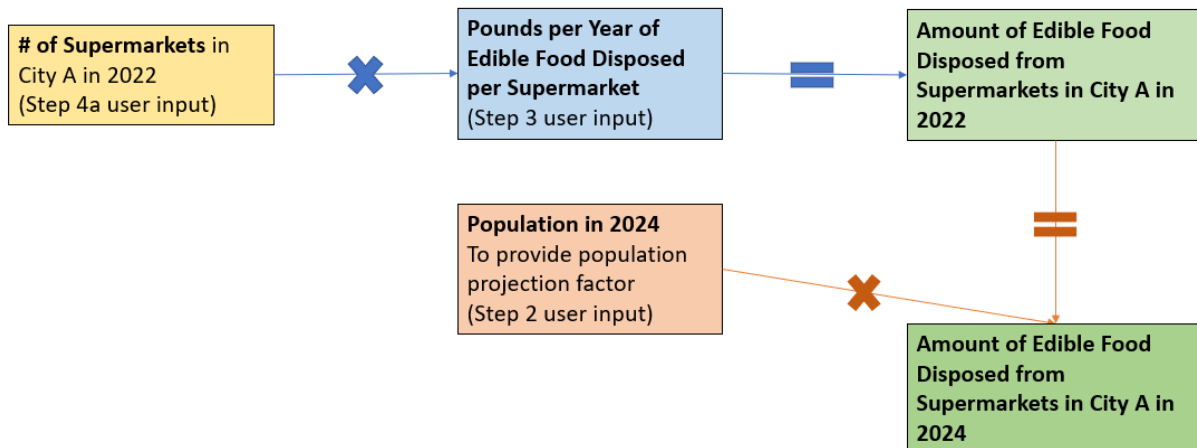 # of Supermarkets in
City A in 2022
(Step 4a user input)
Pounds per Year of
Edible Food Disposed
per Supermarket
(Step 3 user input)
Amount of Edible Food
Disposed from
Supermarkets in City A in
2022
Population in 2024
To provide population
projection factor
(Step 2 user input)
Amount of Edible Food
Disposed from
Supermarkets in City A in
2024